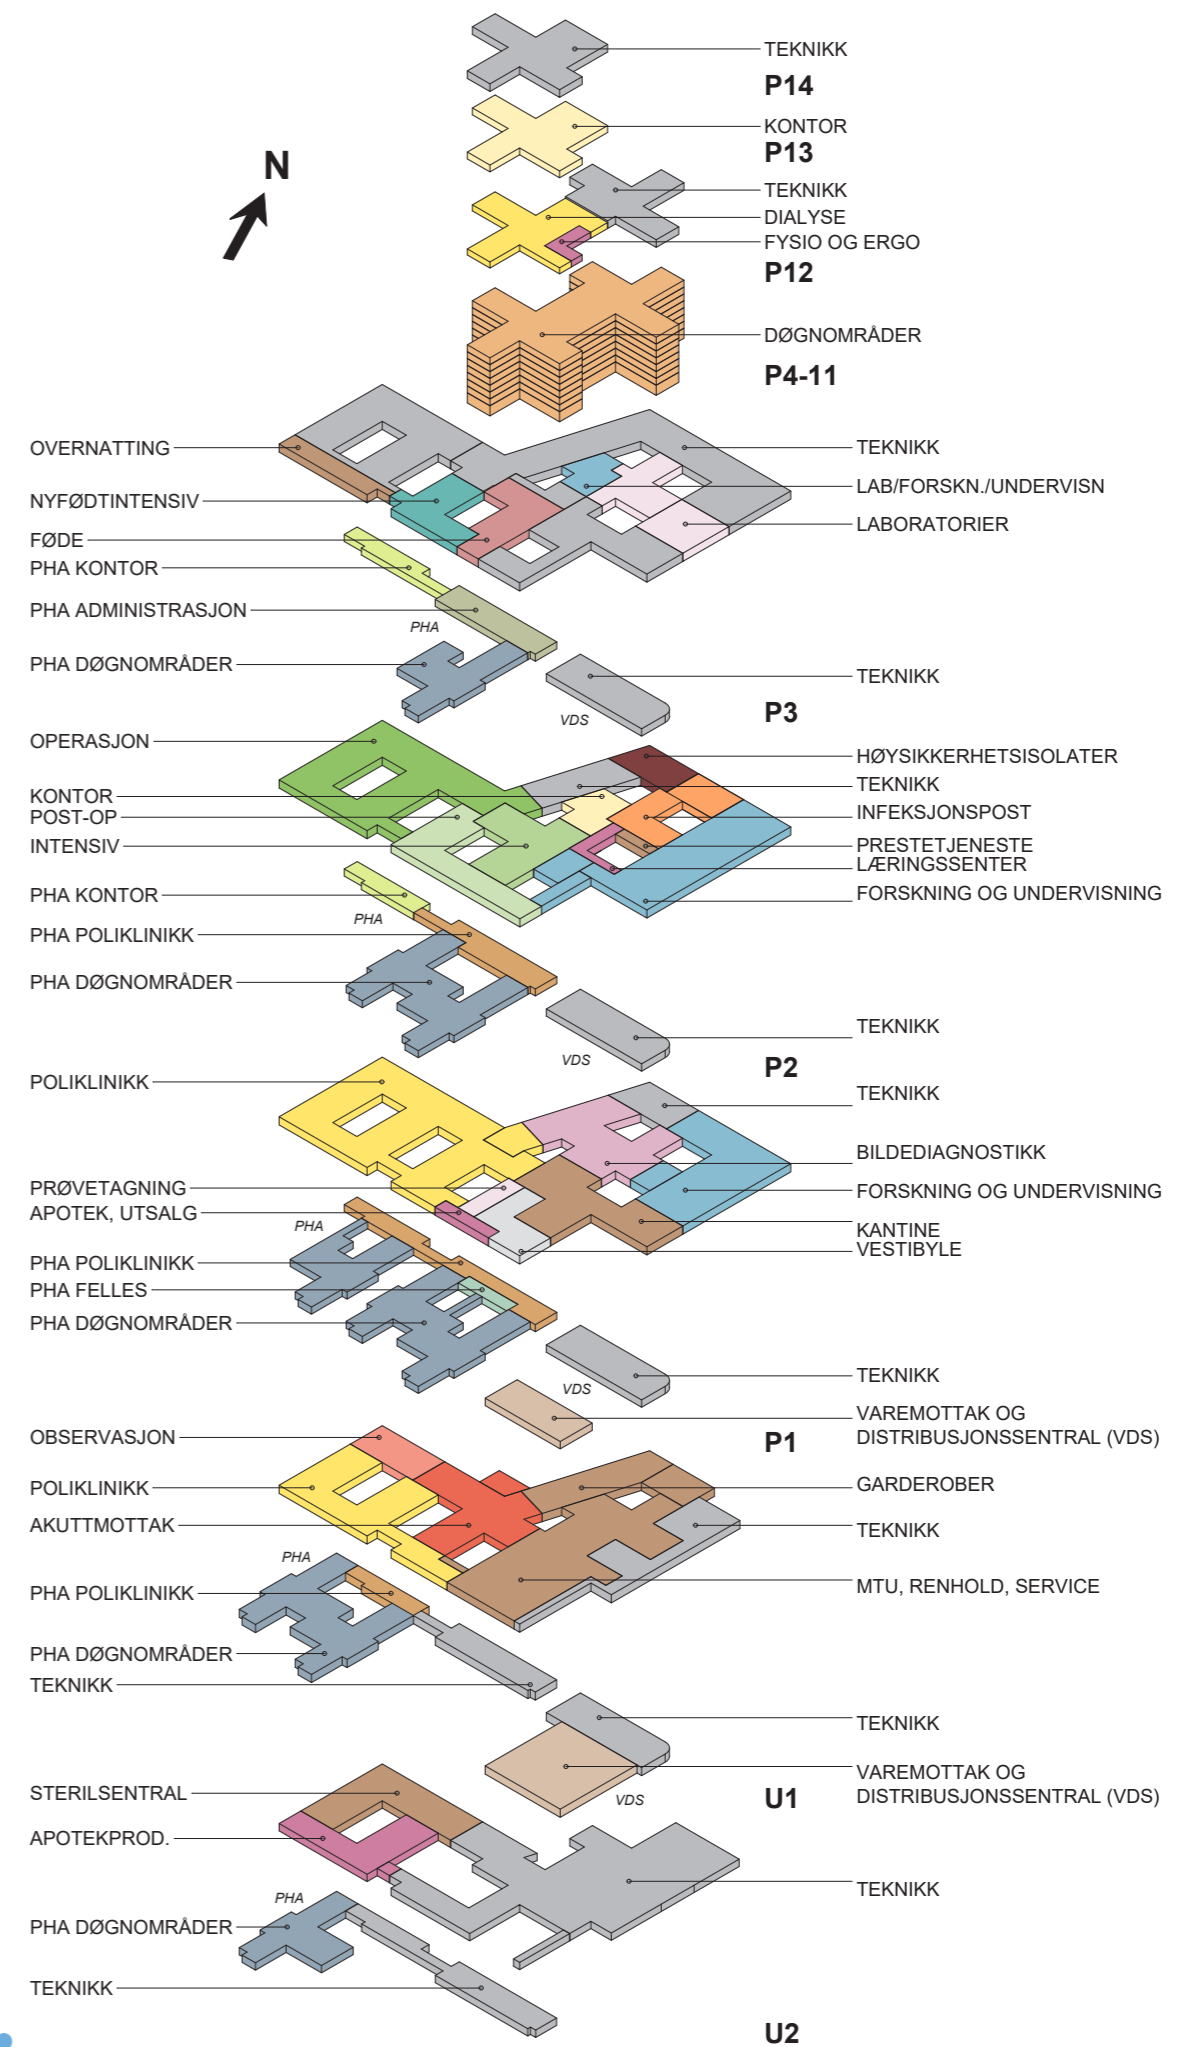 TEKNIKK
P14
N
KONTOR
P13
TEKNIKK
DIALYSE
FYSIO OG ERGO
P12
DØGNOMRÅDER
P4-11
OVERNATTING
NYFØDTINTENSIV
FØDE
PHA KONTOR
PHA ADMINISTRASJON
PHA
PHA DØGNOMRÅDER
TEKNIKK
LAB/FORSKN./UNDERVISN
LABORATORIER
TEKNIKK
VDS
P3
OPERASJON
KONTOR
POST-OP
INTENSIV
PHA KONTOR
PHA
PHA POLIKLINIKK
PHA DØGNOMRÅDER
HØYSIKKERHETSISOLATER
TEKNIKK
INFEKSJONSPOST
PRESTETJENESTE
LÆRINGSSENTER
FORSKNING OG UNDERVISNING
TEKNIKK
VDS
P2
POLIKLINIKK
PRØVETAGNING
APOTEK, UTSALG
PHA
PHA POLIKLINIKK
PHA FELLES
PHA DØGNOMRÅDER
TEKNIKK
BILDEDIAGNOSTIKK
FORSKNING OG UNDERVISNING
KANTINE
VESTIBYLE
TEKNIKK
VDS
VAREMOTTAK OG
DISTRIBUSJONSSENTRAL (VDS)
P1
OBSERVASJON
POLIKLINIKK
AKUTTMOTTAK
PHA
PHA POLIKLINIKK
PHA DØGNOMRÅDER
TEKNIKK
GARDEROBER
TEKNIKK
MTU, RENHOLD, SERVICE
TEKNIKK
VAREMOTTAK OG
DISTRIBUSJONSSENTRAL (VDS)
VDS
U1
STERILSENTRAL
APOTEKPROD.
PHA
PHA DØGNOMRÅDER
TEKNIKK
TEKNIKK
U2